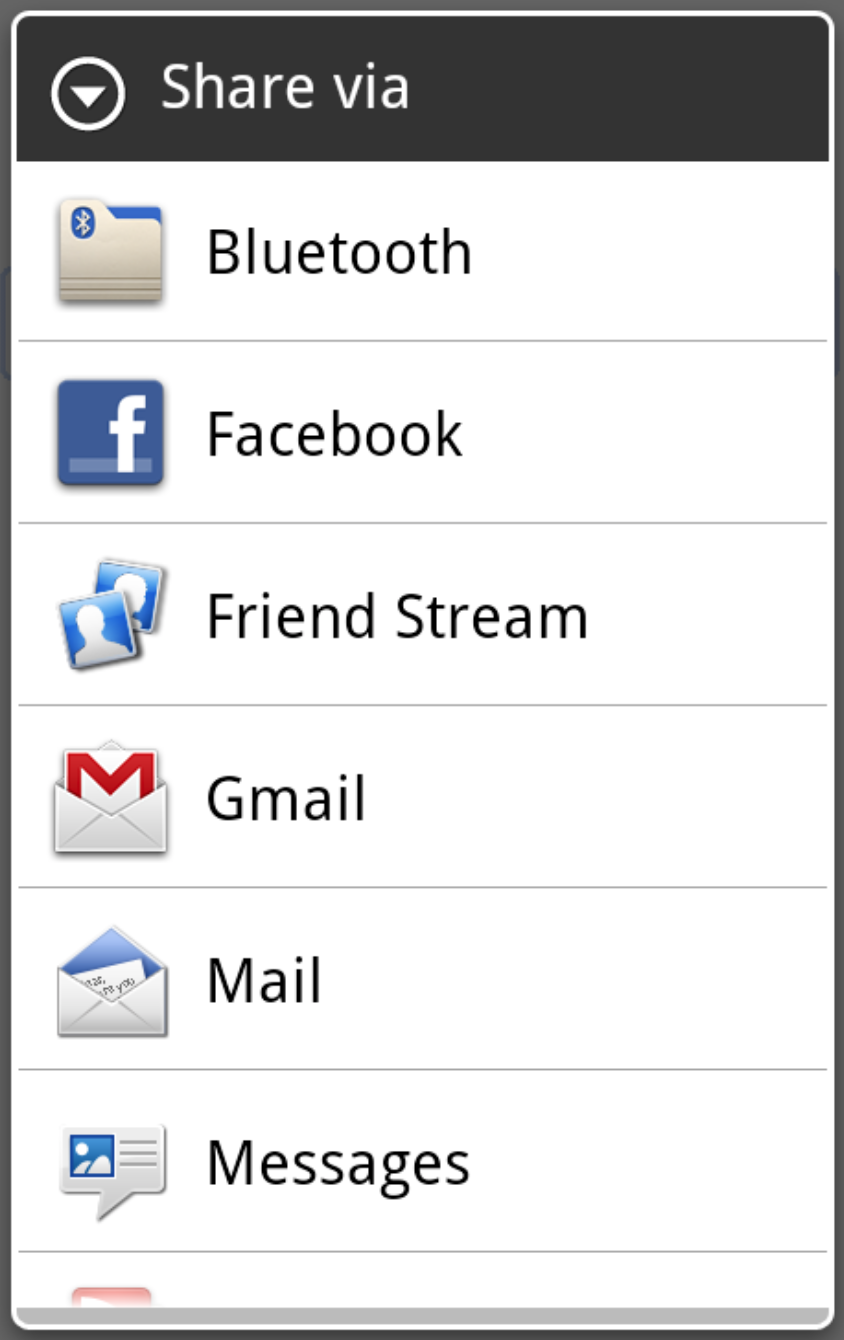 Share via
Bluetooth
Facebook
Friend Stream
Gmail
Mail
Messages